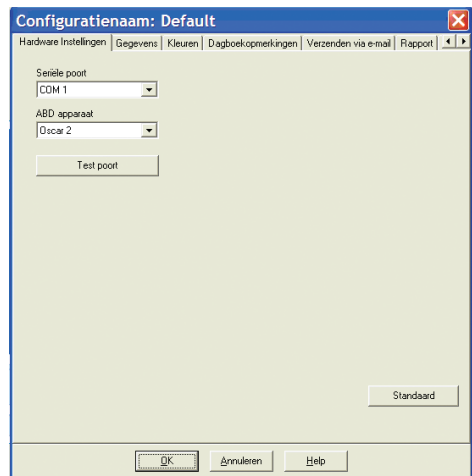 Configuratienaam: Default
Hardware Instellingen Gegevens Kleuren Dagboekopmerkingen Verzenden via e-mail Rapport
Seriële poort
COM 1
ABD apparaat
Oscar 2
Test poort
Standaard
OK Annuleren Help